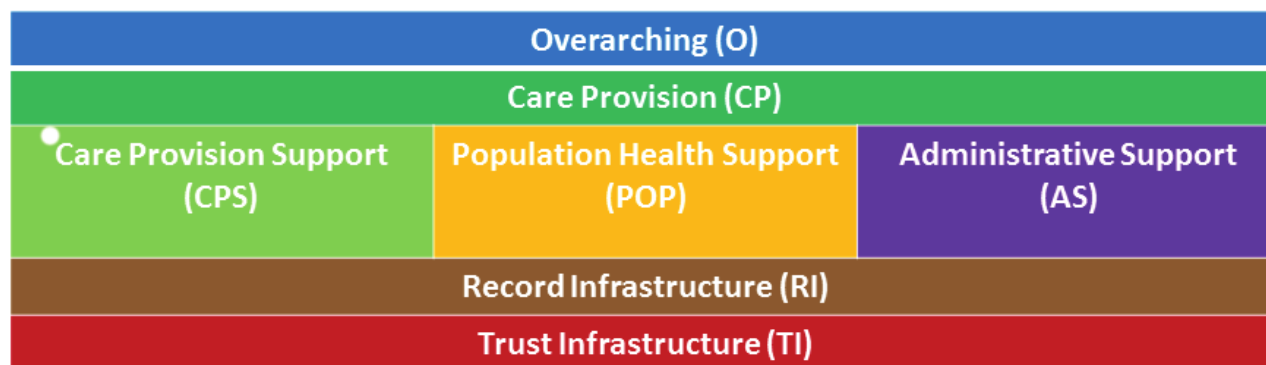 Overarching (O)
Care Provision (CP)
Care Provision Support
(CPS)
Population Health Support
(POP)
Administrative Support
(AS)
Record Infrastructure (RI)
Trust Infrastructure (TI)